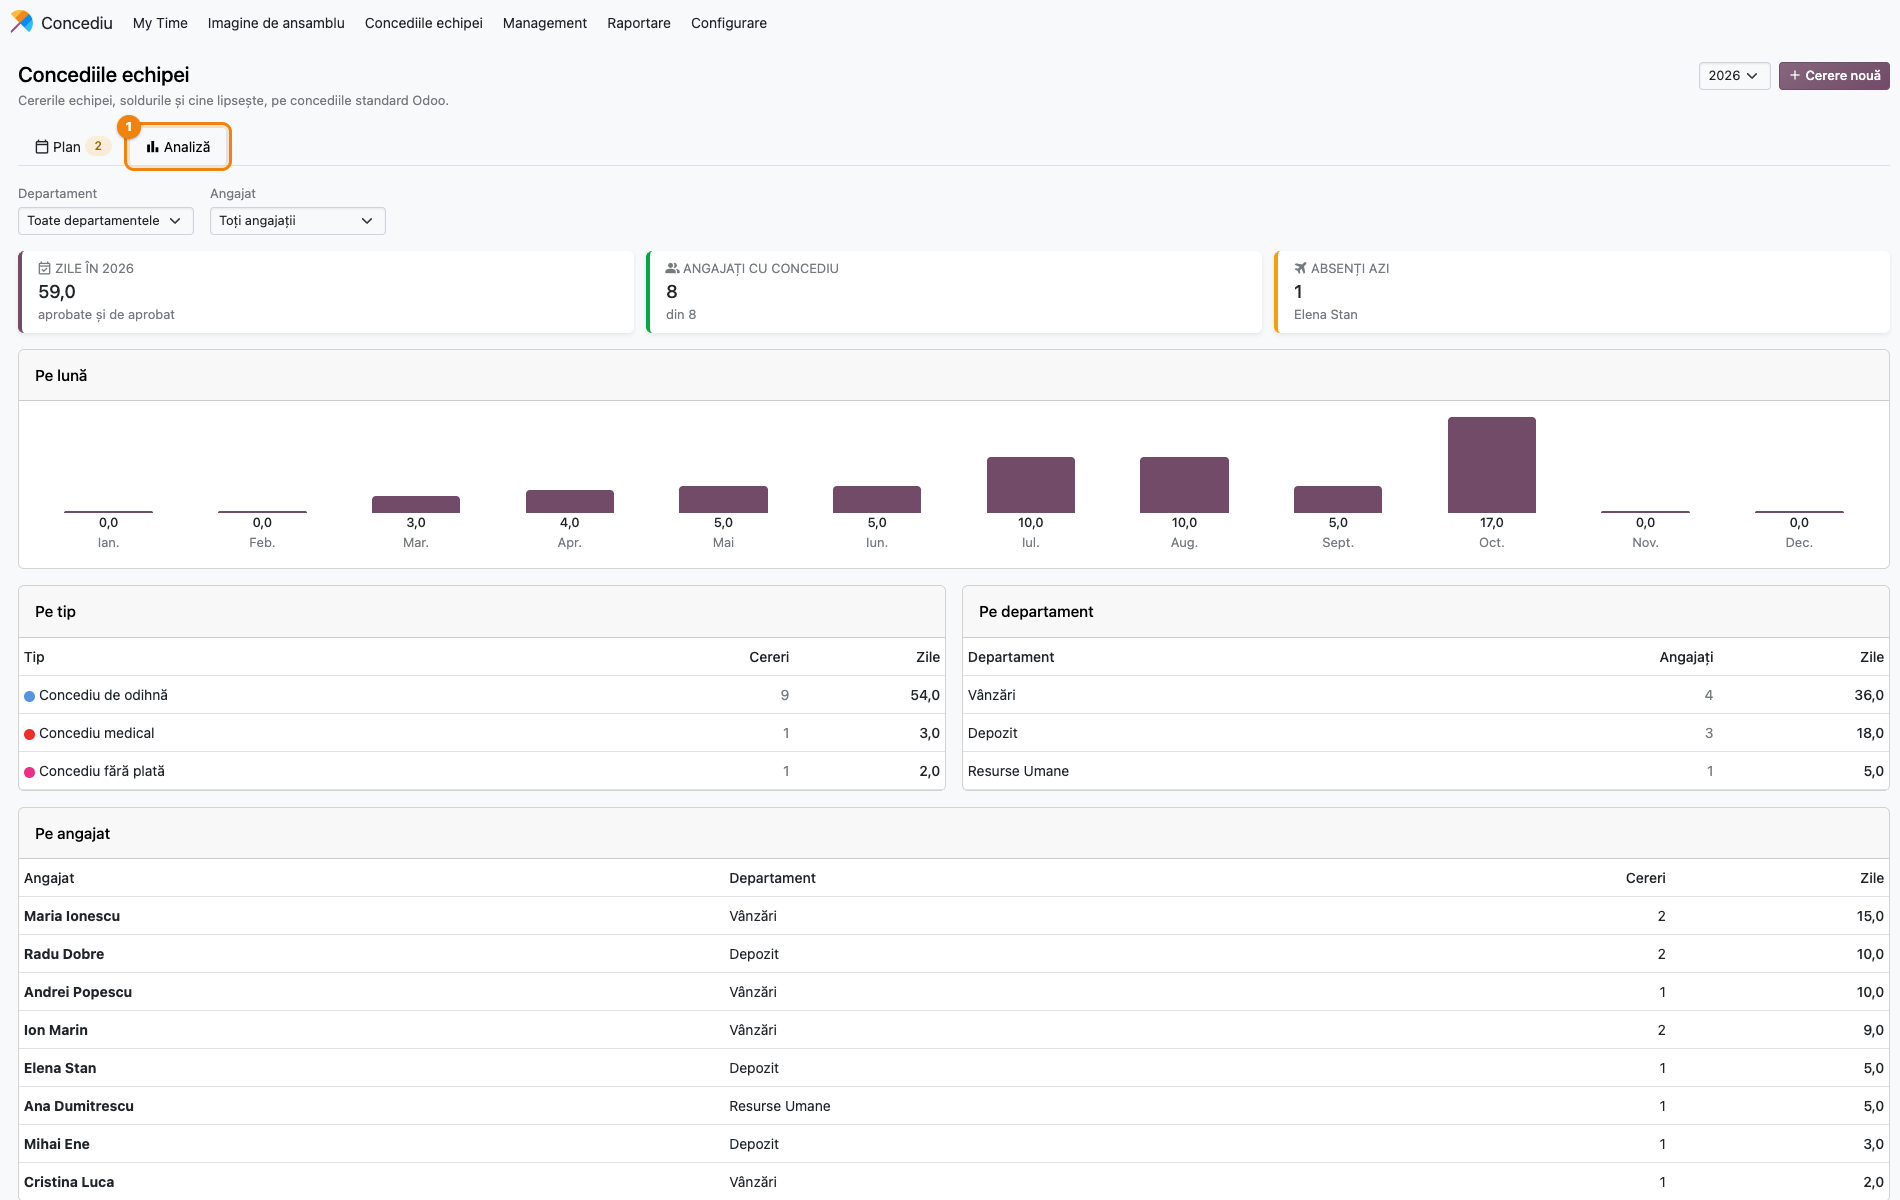 Concediu My Time Imagine de ansamblu Concediile echipei Management Raportare Configurare
Concediile echipei
2026
+ Cerere nouă
Cererile echipei, soldurile și cine lipsește, pe concediile standard Odoo.
1
Plan 2 Analiză
Departament Angajat
Toate departamentele Toți angajații
ZILE ÎN 2026
59,0
aprobate și de aprobat
ANGAJAȚI CU CONCEDIU
8
din 8
ABSENȚI AZI
1
Elena Stan
Pe lună
0,0 0,0 3,0 4,0 5,0 5,0 10,0 10,0 5,0 17,0 0,0 0,0
Ian. Feb. Mar. Apr. Mai Iun. Iul. Aug. Sept. Oct. Nov. Dec.
Pe tip
Tip Cereri Zile
Concediu de odihnă 9 54,0
Concediu medical 1 3,0
Concediu fără plată 1 2,0
Pe departament
Departament Angajați Zile
Vânzări 4 36,0
Depozit 3 18,0
Resurse Umane 1 5,0
Pe angajat
Angajat Departament Cereri Zile
Maria Ionescu Vânzări 2 15,0
Radu Dobre Depozit 2 10,0
Andrei Popescu Vânzări 1 10,0
Ion Marin Vânzări 2 9,0
Elena Stan Depozit 1 5,0
Ana Dumitrescu Resurse Umane 1 5,0
Mihai Ene Depozit 1 3,0
Cristina Luca Vânzări 1 2,0